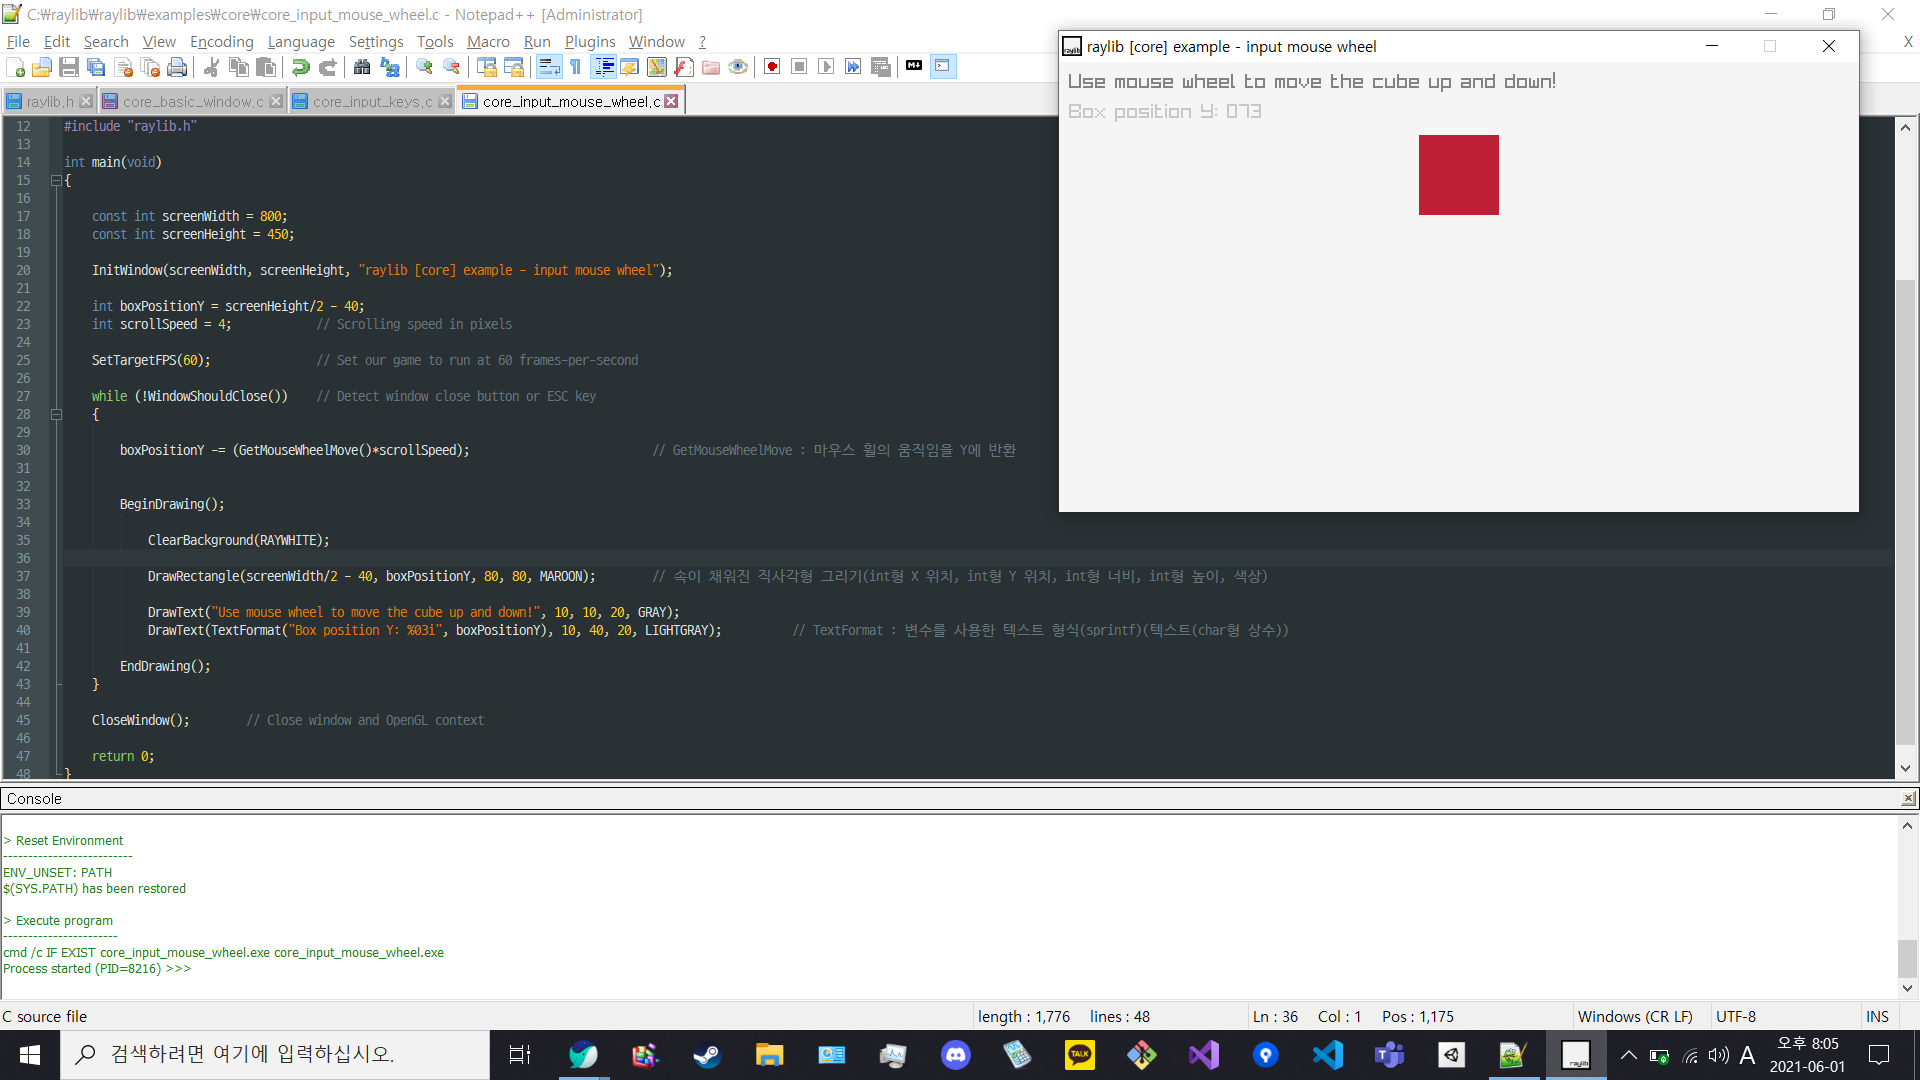 C:₩raylib₩raylib₩examples₩core₩core_input_mouse_wheel.c - Notepad++ [Administrator]
File Edit Search View Encoding Language Settings Tools Macro Run Plugins Window ?
X
raylib.h core_basic_window.c core_input_keys.c core_input_mouse_wheel.c
12 #include "raylib.h"
13
14 int main(void)
15 {
16
17 const int screenWidth = 800;
18 const int screenHeight = 450;
19
20 InitWindow(screenWidth, screenHeight, "raylib [core] example - input mouse wheel");
21
22 int boxPositionY = screenHeight/2 - 40;
23 int scrollSpeed = 4; // Scrolling speed in pixels
24
25 SetTargetFPS(60); // Set our game to run at 60 frames-per-second
26
27 while (!WindowShouldClose()) // Detect window close button or ESC key
28 {
29
30 boxPositionY -= (GetMouseWheelMove()*scrollSpeed); // GetMouseWheelMove : 마우스 휠의 움직임을 Y에 반환
31
32
33 BeginDrawing();
34
35 ClearBackground(RAYWHITE);
36
37 DrawRectangle(screenWidth/2 - 40, boxPositionY, 80, 80, MAROON); // 속이 채워진 직사각형 그리기(int형 X 위치, int형 Y 위치, int형 너비, int형 높이, 색상)
38
39 DrawText("Use mouse wheel to move the cube up and down!", 10, 10, 20, GRAY);
40 DrawText(TextFormat("Box position Y: %03i", boxPositionY), 10, 40, 20, LIGHTGRAY); // TextFormat : 변수를 사용한 텍스트 형식(sprintf)(텍스트(char형 상수))
41
42 EndDrawing();
43 }
44
45 CloseWindow(); // Close window and OpenGL context
46
47 return 0;
48 }
raylib raylib [core] example - input mouse wheel
Use mouse wheel to move the cube up and down!
Box position Y: 073
Console
> Reset Environment
--------------------------
ENV_UNSET: PATH
$(SYS.PATH) has been restored
> Execute program
-----------------------
cmd /c IF EXIST core_input_mouse_wheel.exe core_input_mouse_wheel.exe
Process started (PID=8216) >>>
C source file length : 1,776 lines : 48 Ln : 36 Col : 1 Pos : 1,175 Windows (CR LF) UTF-8 INS
검색하려면 여기에 입력하십시오.
TALK
raylib
A
오후 8:05
2021-06-01